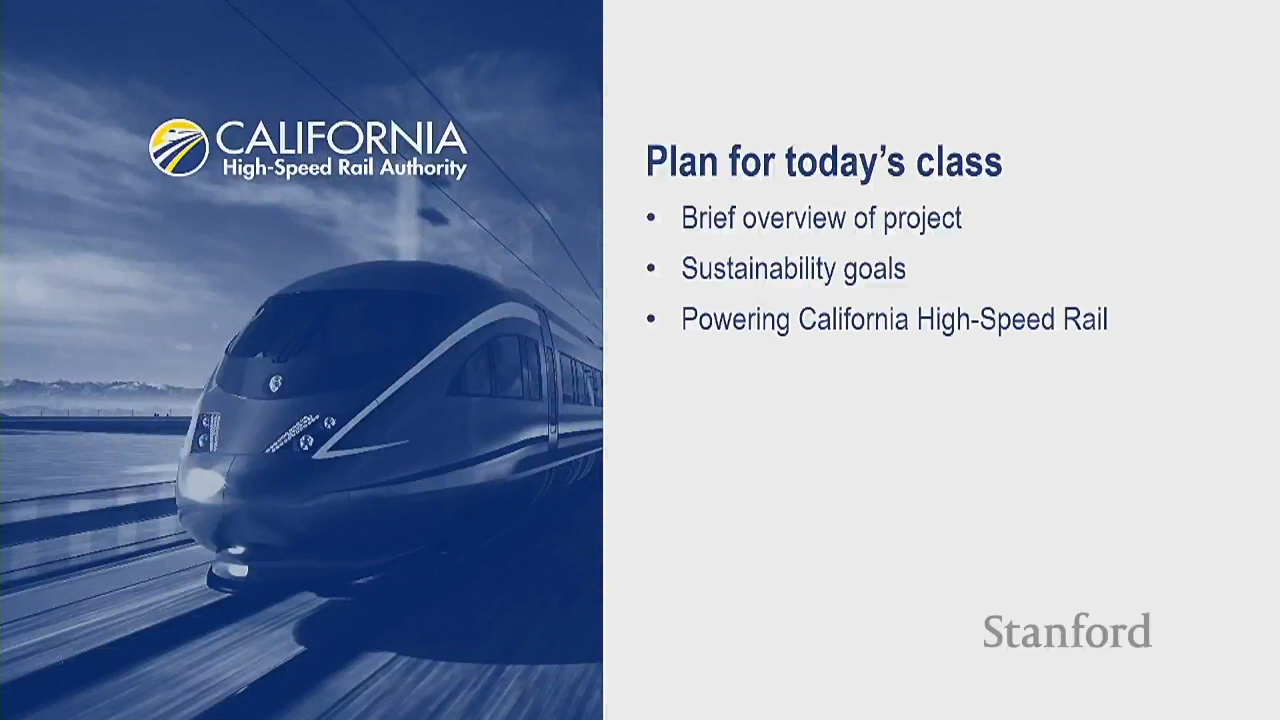 CALIFORNIA
High-Speed Rail Authority
Plan for today's class
• Brief overview of project
• Sustainability goals
• Powering California High-Speed Rail
Stanford